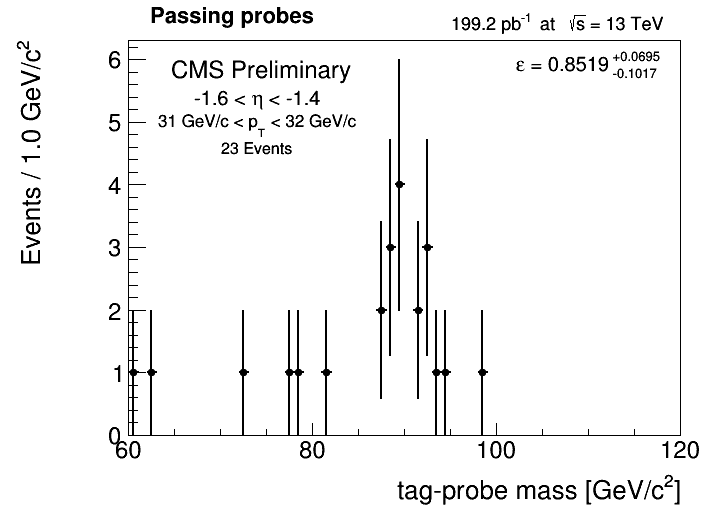 Passing probes
199.2 pb⁻¹ at √s = 13 TeV
CMS Preliminary
-1.6 < η < -1.4
31 GeV/c < p_T < 32 GeV/c
23 Events
ε = 0.8519 +0.0695 -0.1017
Events / 1.0 GeV/c²
6
5
4
3
2
1
0
60 80 100 120
tag-probe mass [GeV/c²]